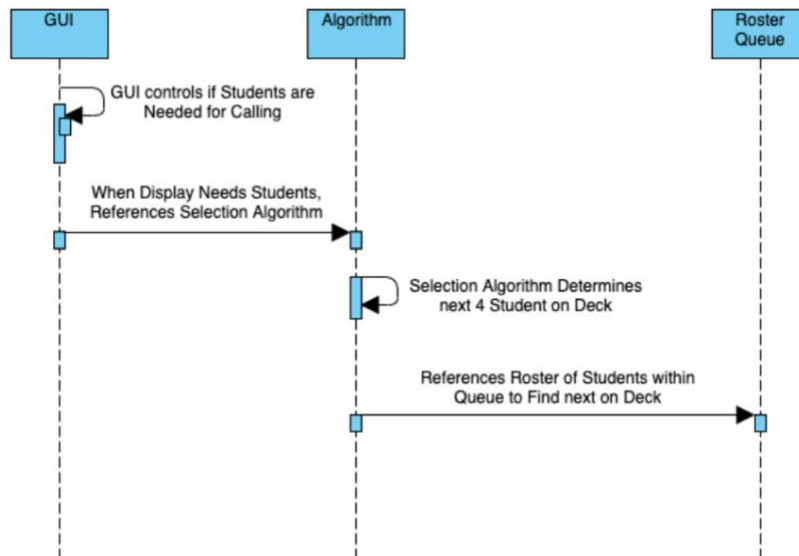 GUI
Algorithm
Roster
Queue
GUI controls if Students are
Needed for Calling
When Display Needs Students,
References Selection Algorithm
Selection Algorithm Determines
next 4 Student on Deck
References Roster of Students within
Queue to Find next on Deck